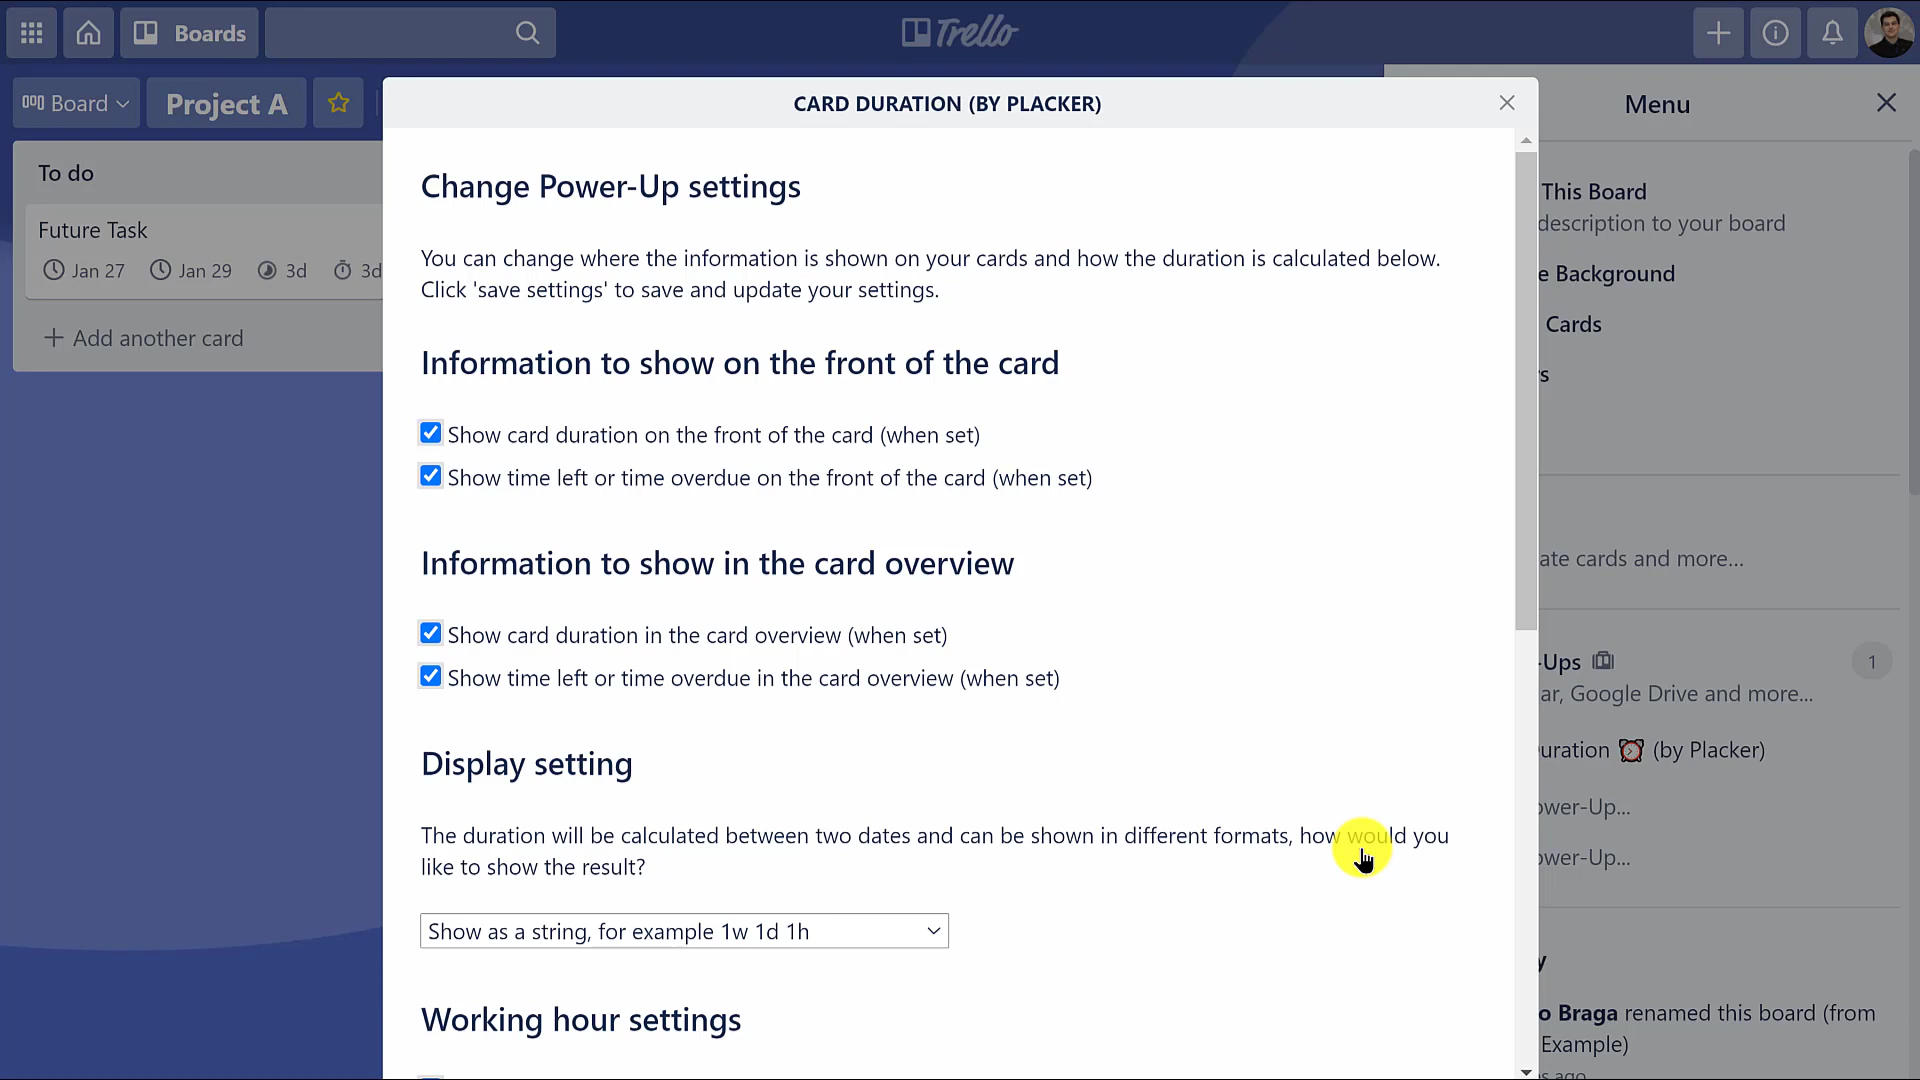 Boards
Trello
Board
Project A
To do
Future Task
Jan 27 Jan 29 3d 3d
+ Add another card
CARD DURATION (BY PLACKER)
Change Power-Up settings
You can change where the information is shown on your cards and how the duration is calculated below.
Click 'save settings' to save and update your settings.
Information to show on the front of the card
Show card duration on the front of the card (when set)
Show time left or time overdue on the front of the card (when set)
Information to show in the card overview
Show card duration in the card overview (when set)
Show time left or time overdue in the card overview (when set)
Display setting
The duration will be calculated between two dates and can be shown in different formats, how would you
like to show the result?
Show as a string, for example 1w 1d 1h
Working hour settings
Menu
This Board
description to your board
e Background
Cards
rs
ate cards and more...
-Ups 1
ar, Google Drive and more...
uration (by Placker)
ower-Up...
ower-Up...
y
o Braga renamed this board (from
Example)